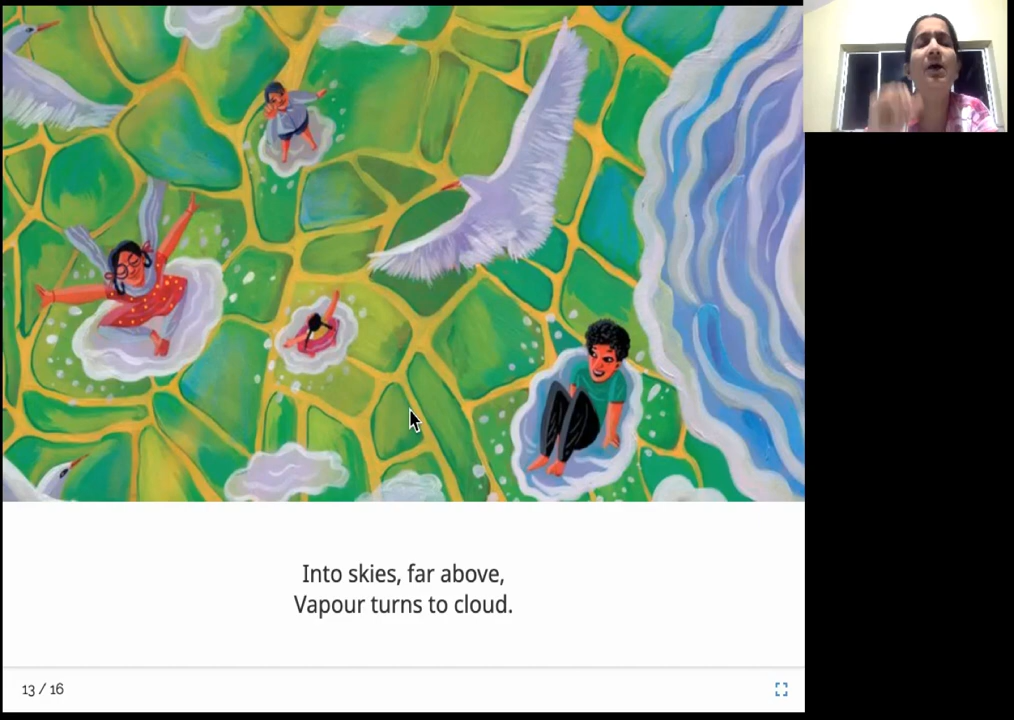 Into skies, far above,
Vapour turns to cloud.
13 / 16